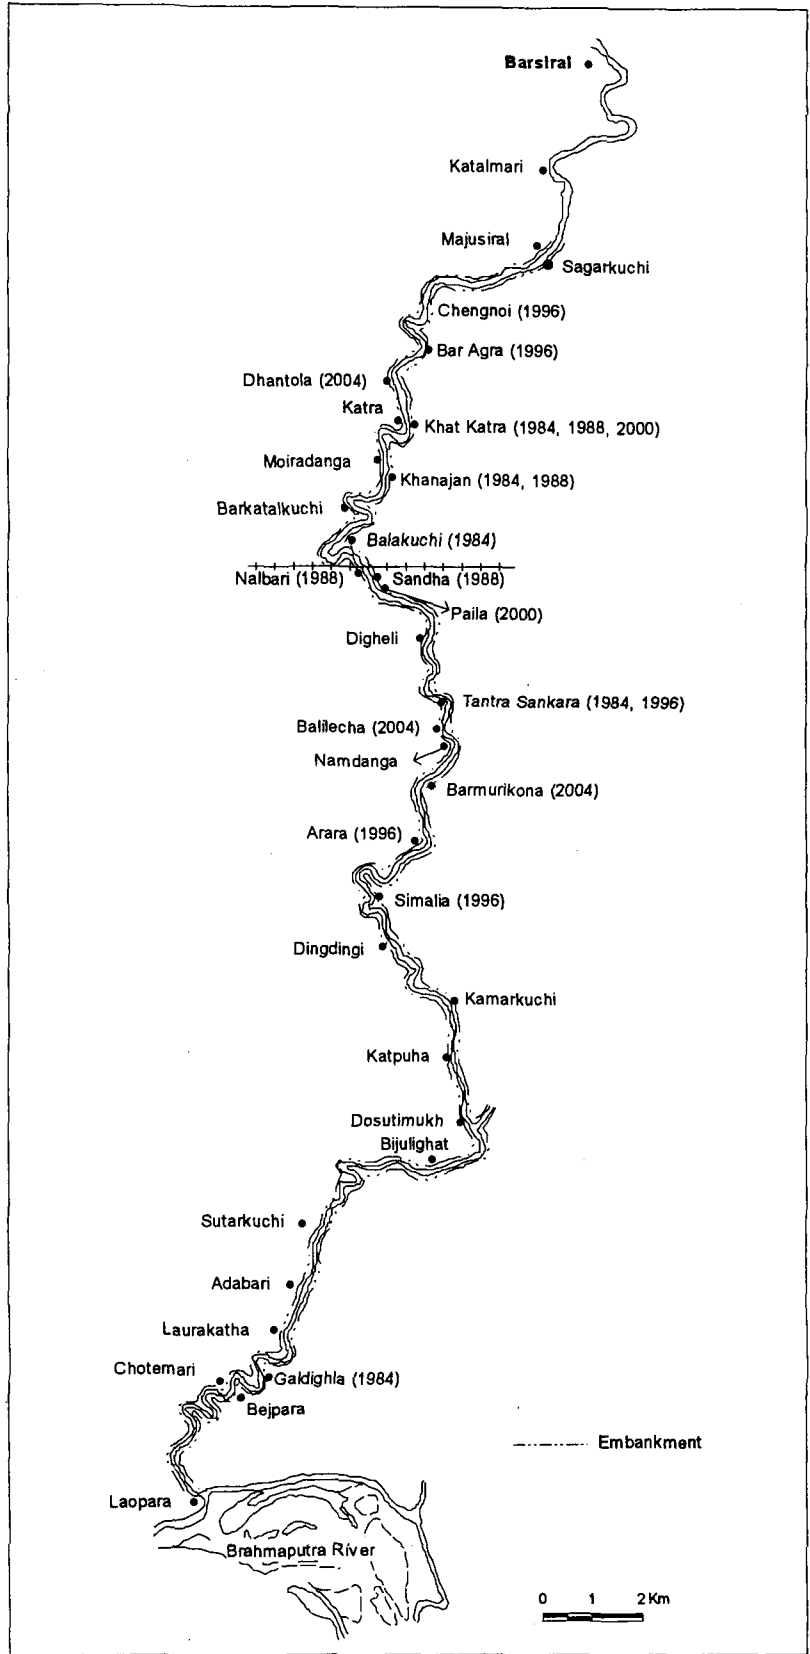 Barsiral
Katalmari
Majusiral
Sagarkuchi
Chengnoi (1996)
Bar Agra (1996)
Dhantola (2004)
Katra
Khat Katra (1984, 1988, 2000)
Moiradanga
Khanajan (1984, 1988)
Barkatalkuchi
Balakuchi (1984)
Nalbari (1988)
Sandha (1988)
Paila (2000)
Digheli
Tantra Sankara (1984, 1996)
Balilecha (2004)
Namdanga
Barmurikona (2004)
Arara (1996)
Simalia (1996)
Dingdingi
Kamarkuchi
Katpuha
Dosutimukh
Bijulighat
Sutarkuchi
Adabari
Laurakatha
Chotemari
Galdighla (1984)
Bejpara
Embankment
Laopara
Brahmaputra River
0 1 2 Km